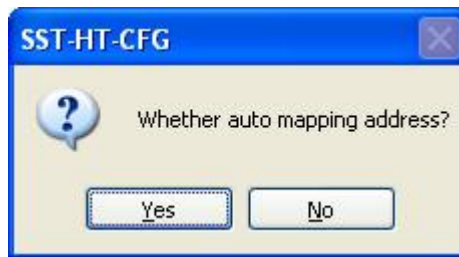 SST-HT-CFG
Whether auto mapping address?
Yes
No